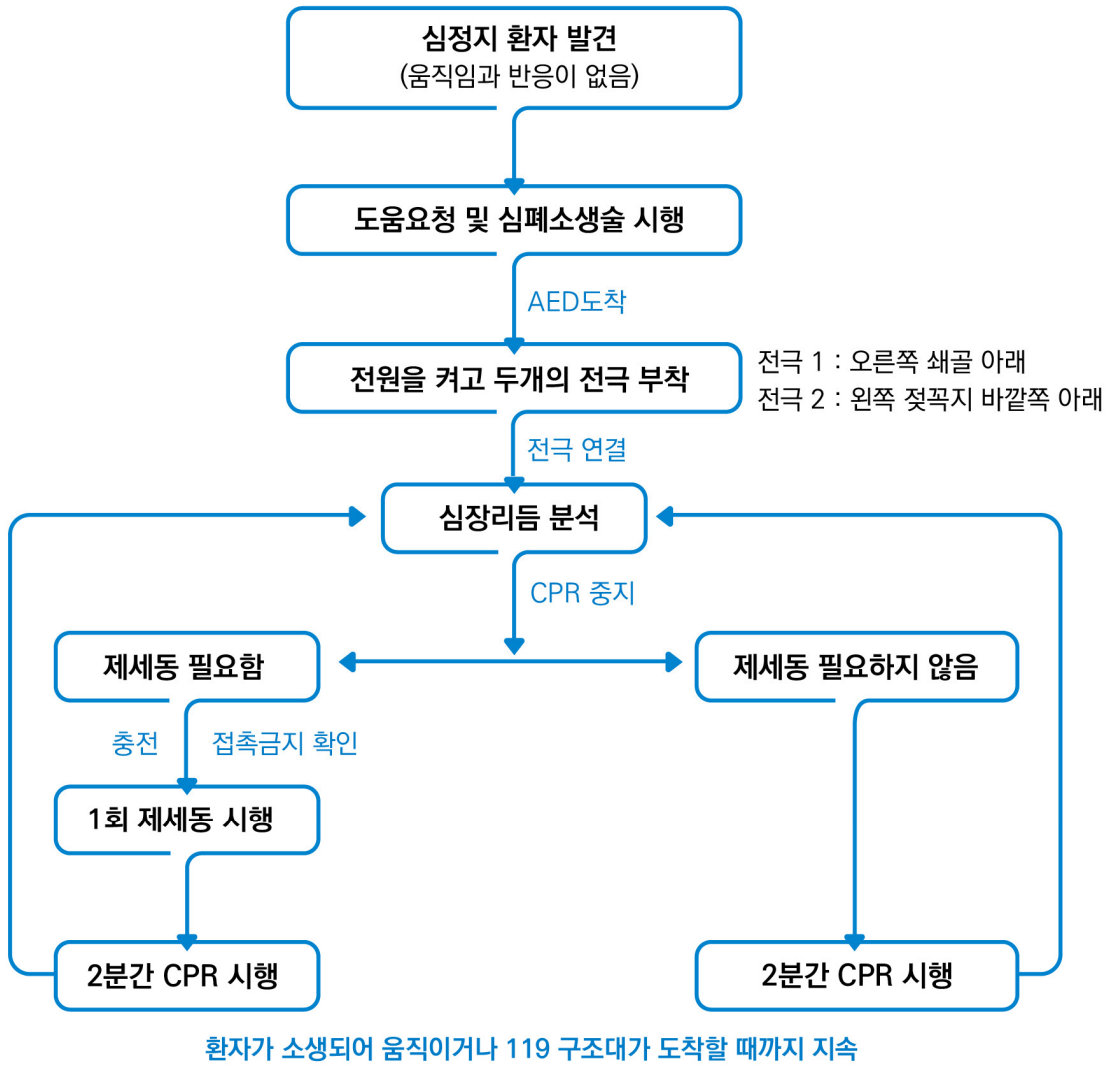 심정지 환자 발견
(움직임과 반응이 없음)
도움요청 및 심폐소생술 시행
AED도착
전원을 켜고 두개의 전극 부착
전극 1 : 오른쪽 쇄골 아래
전극 2 : 왼쪽 젖꼭지 바깥쪽 아래
전극 연결
심장리듬 분석
CPR 중지
제세동 필요함
제세동 필요하지 않음
충전
접촉금지 확인
1회 제세동 시행
2분간 CPR 시행
2분간 CPR 시행
환자가 소생되어 움직이거나 119 구조대가 도착할 때까지 지속